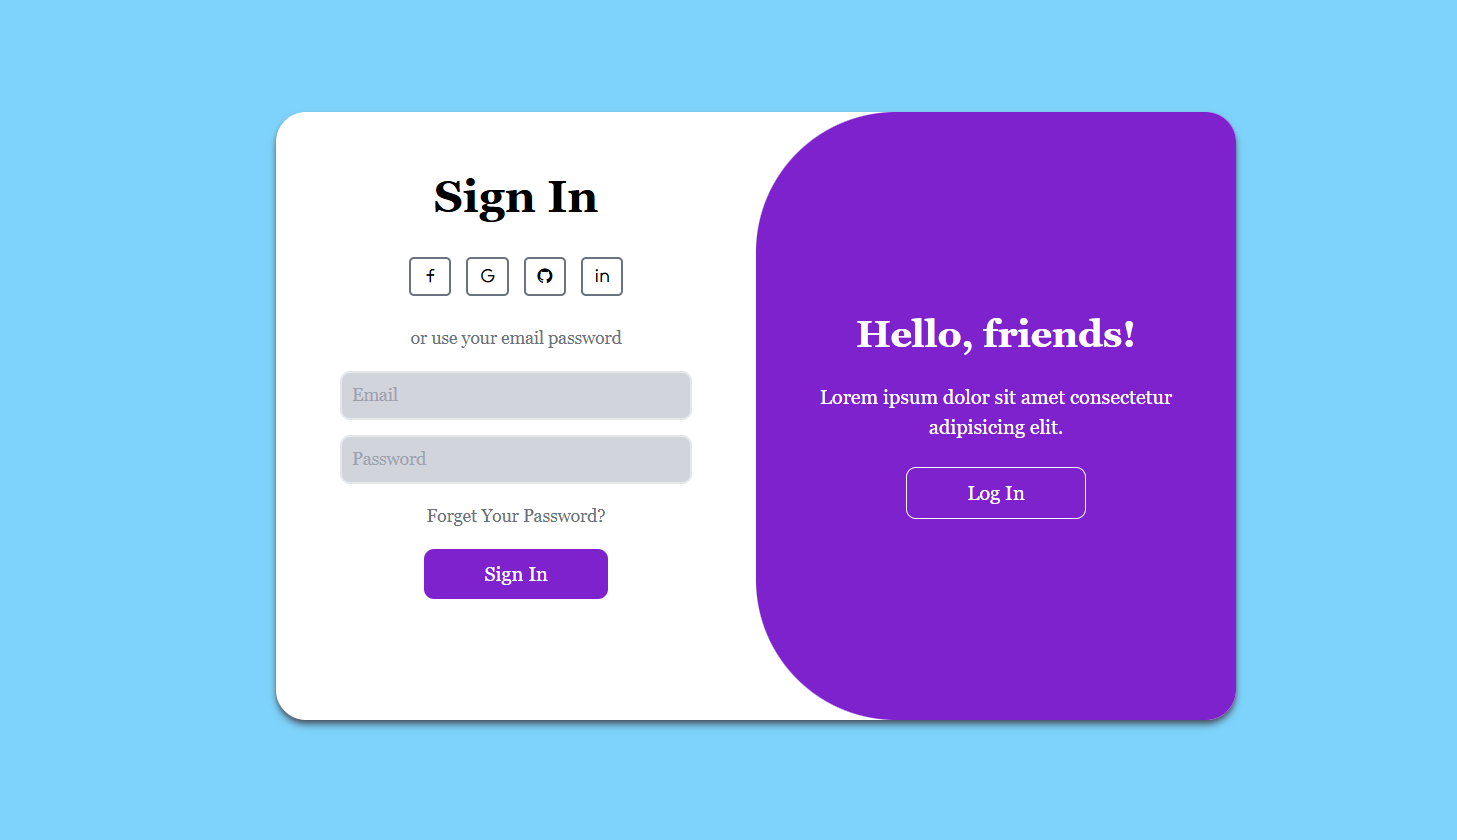 Sign In
f G in
or use your email password
Email
Password
Forget Your Password?
Sign In
Hello, friends!
Lorem ipsum dolor sit amet consectetur
adipisicing elit.
Log In